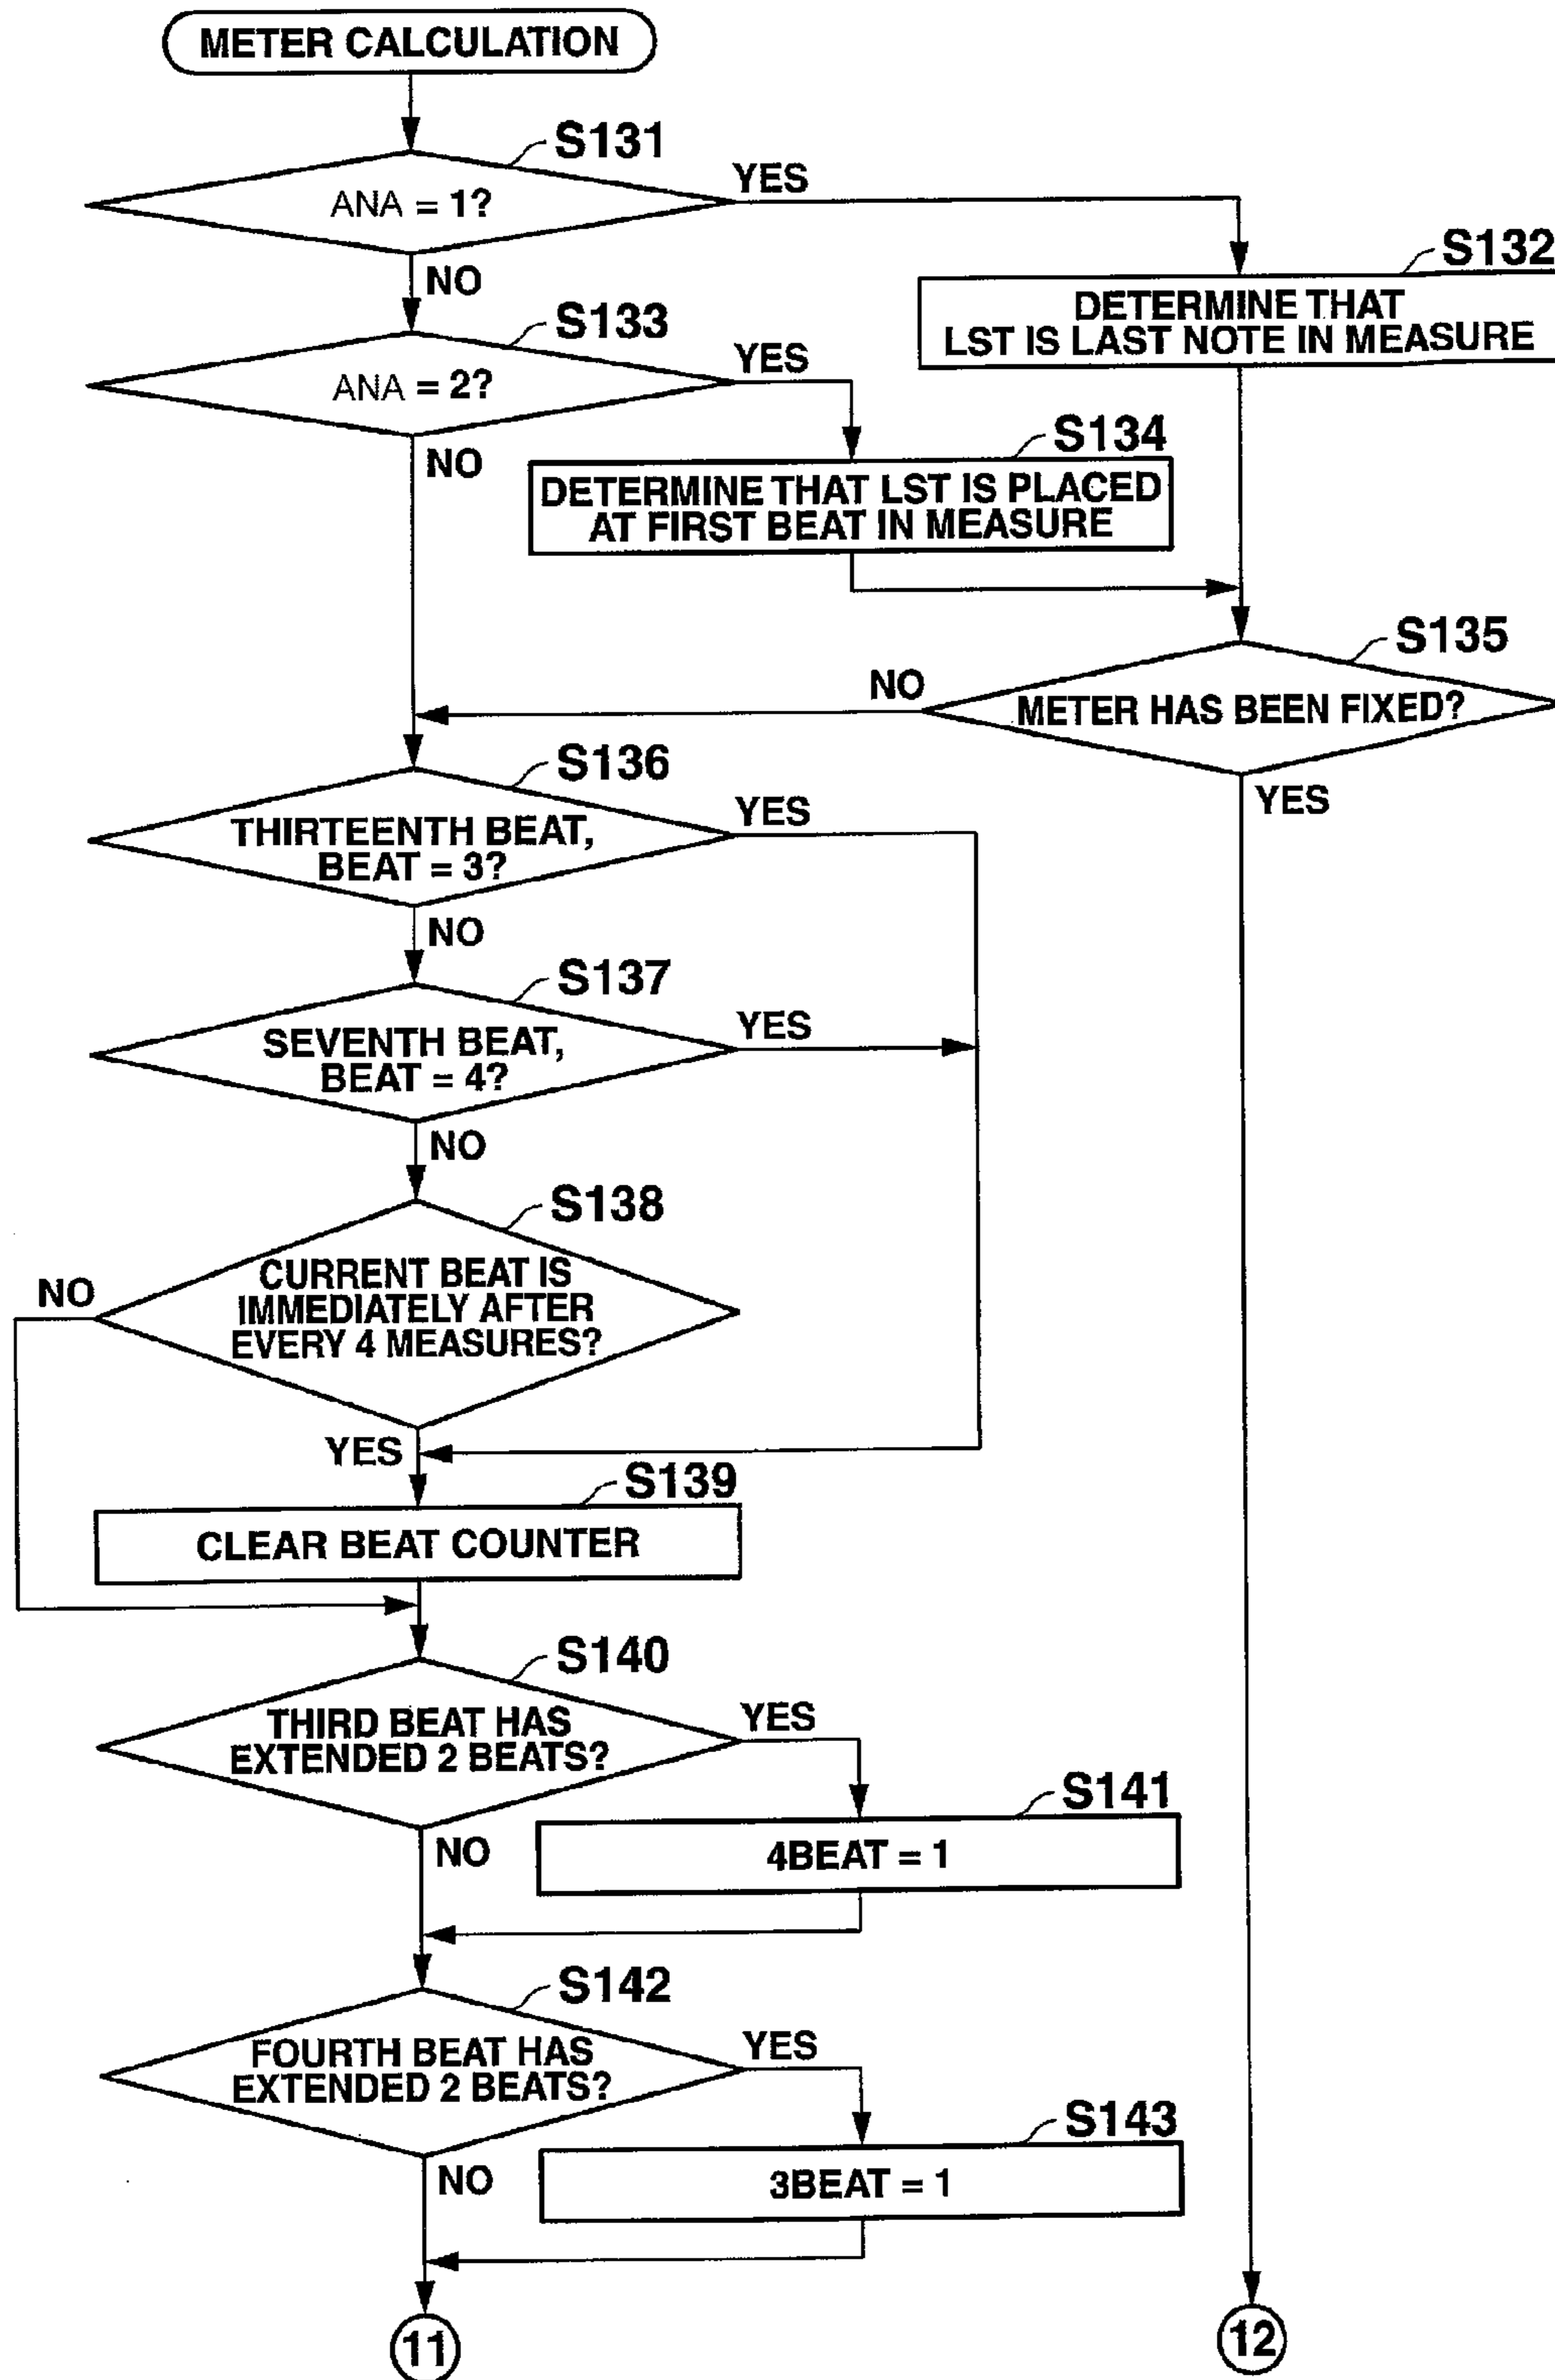 METER CALCULATION
S131
ANA = 1?
YES
NO
S132
DETERMINE THAT
LST IS LAST NOTE IN MEASURE
S133
ANA = 2?
YES
NO
S134
DETERMINE THAT LST IS PLACED
AT FIRST BEAT IN MEASURE
S135
METER HAS BEEN FIXED?
NO
YES
S136
THIRTEENTH BEAT,
BEAT = 3?
YES
NO
S137
SEVENTH BEAT,
BEAT = 4?
YES
NO
S138
CURRENT BEAT IS
IMMEDIATELY AFTER
EVERY 4 MEASURES?
NO
YES
S139
CLEAR BEAT COUNTER
S140
THIRD BEAT HAS
EXTENDED 2 BEATS?
YES
NO
S141
4BEAT = 1
S142
FOURTH BEAT HAS
EXTENDED 2 BEATS?
YES
NO
S143
3BEAT = 1
11
12